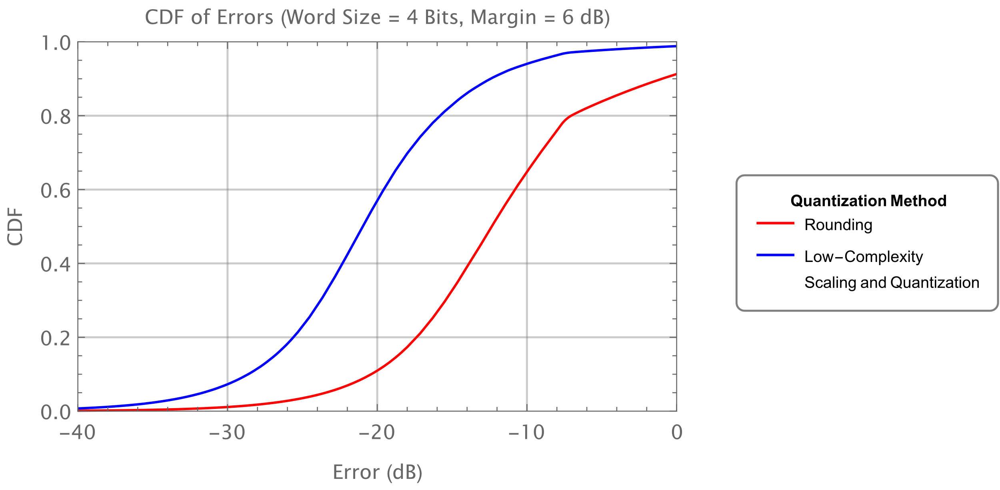 CDF of Errors (Word Size = 4 Bits, Margin = 6 dB)
1.0
0.8
0.6
0.4
0.2
0.0
CDF
−40 −30 −20 −10 0
Error (dB)
Quantization Method
Rounding
Low−Complexity
Scaling and Quantization